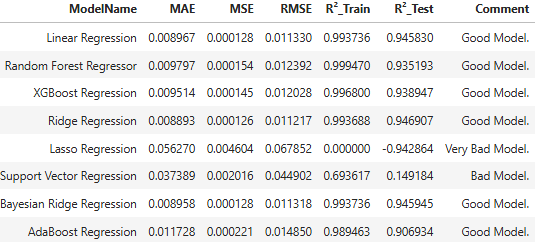 ModelName MAE MSE RMSE R²_Train R²_Test Comment
Linear Regression 0.008967 0.000128 0.011330 0.993736 0.945830 Good Model.
Random Forest Regressor 0.009797 0.000154 0.012392 0.999470 0.935193 Good Model.
XGBoost Regression 0.009514 0.000145 0.012028 0.996800 0.938947 Good Model.
Ridge Regression 0.008893 0.000126 0.011217 0.993688 0.946907 Good Model.
Lasso Regression 0.056270 0.004604 0.067852 0.000000 -0.942864 Very Bad Model.
Support Vector Regression 0.037389 0.002016 0.044902 0.693617 0.149184 Bad Model.
Bayesian Ridge Regression 0.008958 0.000128 0.011318 0.993736 0.945945 Good Model.
AdaBoost Regression 0.011728 0.000221 0.014850 0.989463 0.906934 Good Model.